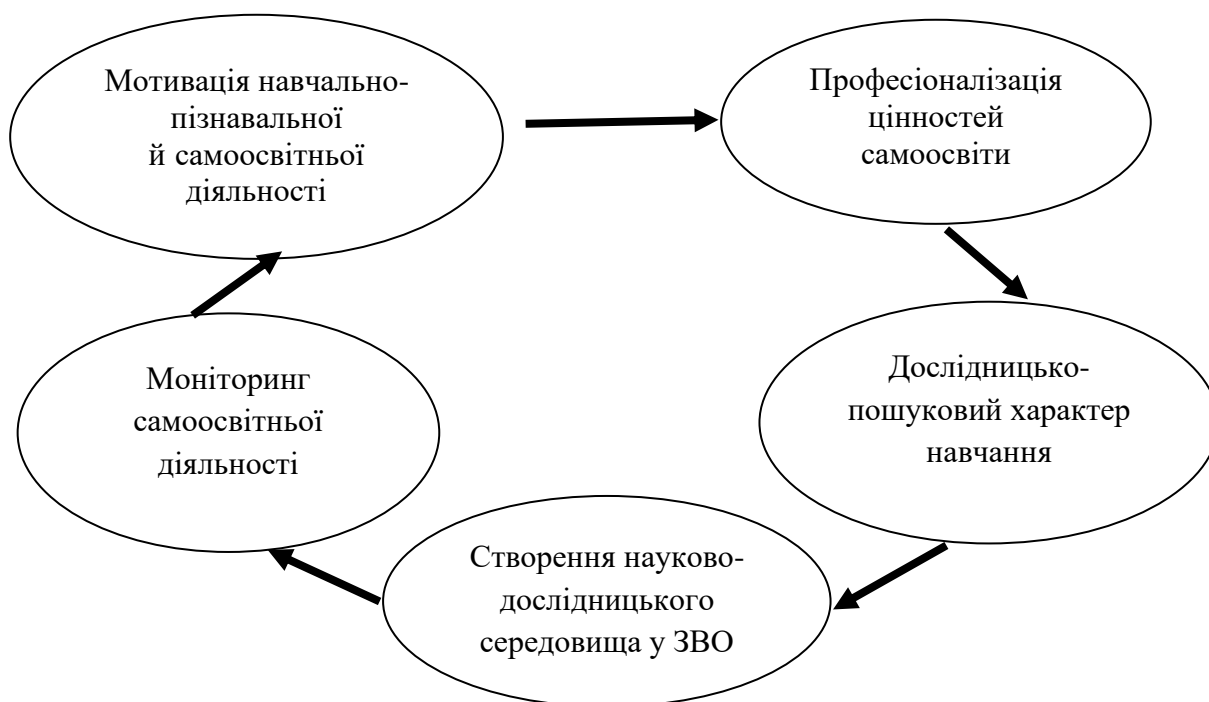 Мотивація навчально-
пізнавальної
й самоосвітньої
діяльності
Професіоналізація
цінностей
самоосвіти
Дослідницько-
пошуковий характер
навчання
Створення науково-
дослідницького
середовища у ЗВО
Моніторинг
самоосвітньої
діяльності